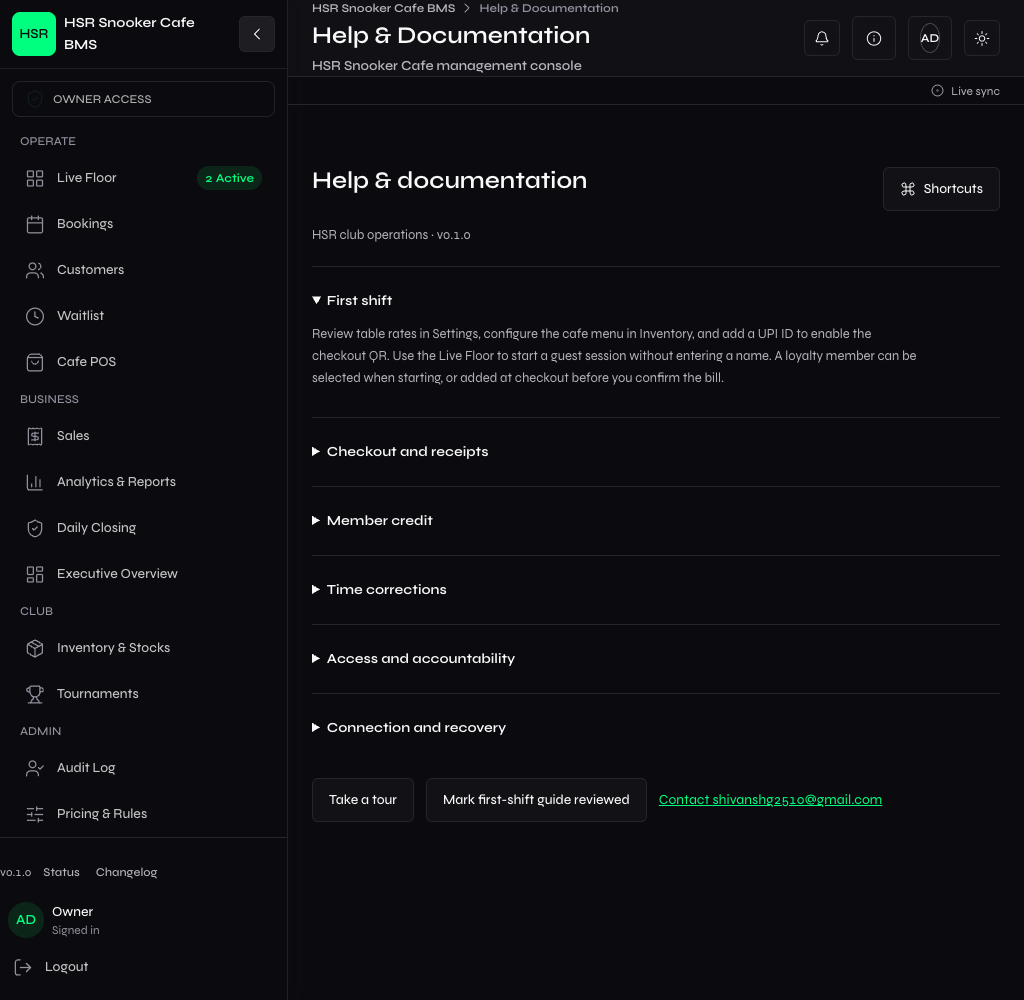 HSR
HSR Snooker Cafe
BMS
OWNER ACCESS
OPERATE
Live Floor
2 Active
Bookings
Customers
Waitlist
Cafe POS
BUSINESS
Sales
Analytics & Reports
Daily Closing
Executive Overview
CLUB
Inventory & Stocks
Tournaments
ADMIN
Audit Log
Pricing & Rules
v0.1.0 Status Changelog
AD
Owner
Signed in
Logout
HSR Snooker Cafe BMS > Help & Documentation
Help & Documentation
HSR Snooker Cafe management console
AD
Live sync
Help & documentation
⌘ Shortcuts
HSR club operations · v0.1.0
▼ First shift
Review table rates in Settings, configure the cafe menu in Inventory, and add a UPI ID to enable the
checkout QR. Use the Live Floor to start a guest session without entering a name. A loyalty member can be
selected when starting, or added at checkout before you confirm the bill.
▶ Checkout and receipts
▶ Member credit
▶ Time corrections
▶ Access and accountability
▶ Connection and recovery
Take a tour
Mark first-shift guide reviewed
Contact shivanshg2510@gmail.com